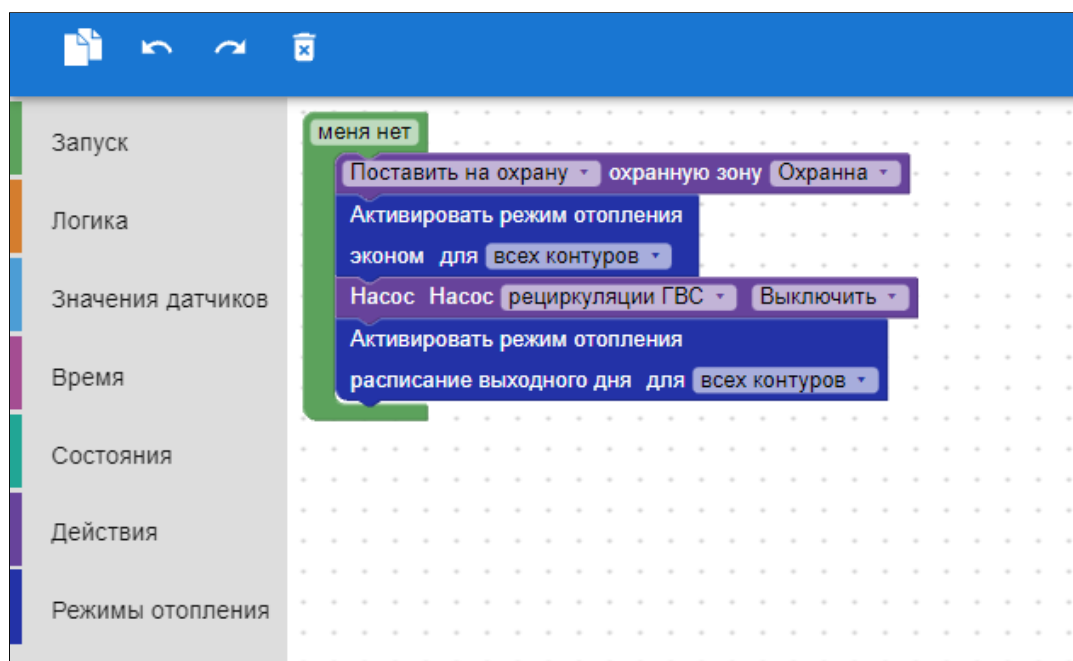 Запуск
Логика
Значения датчиков
Время
Состояния
Действия
Режимы отопления
меня нет
Поставить на охрану охранную зону Охранна
Активировать режим отопления
эконом для всех контуров
Насос Насос рециркуляции ГВС Выключить
Активировать режим отопления
расписание выходного дня для всех контуров